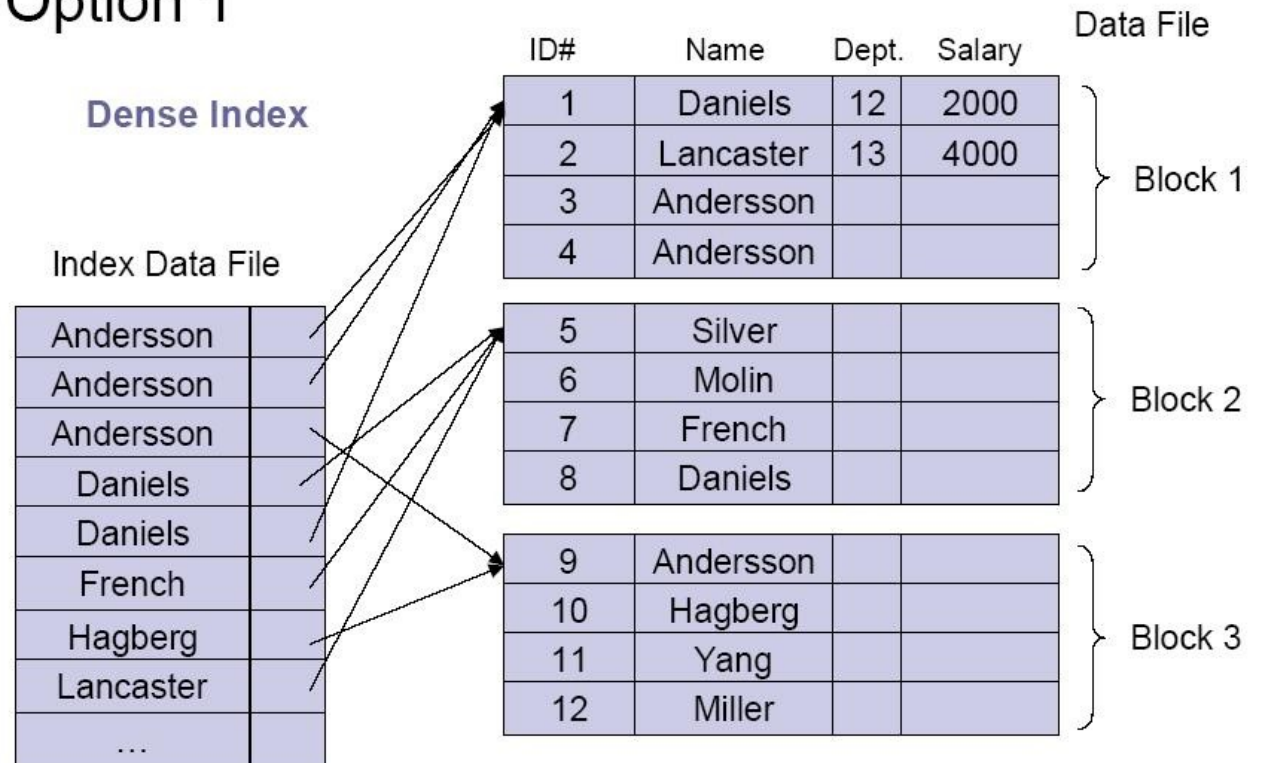 Option 1
Data File
ID# Name Dept. Salary
Dense Index
1 Daniels 12 2000
2 Lancaster 13 4000
3 Andersson
4 Andersson
Block 1
Index Data File
Andersson
Andersson
Andersson
Daniels
Daniels
French
Hagberg
Lancaster
...
5 Silver
6 Molin
7 French
8 Daniels
Block 2
9 Andersson
10 Hagberg
11 Yang
12 Miller
Block 3